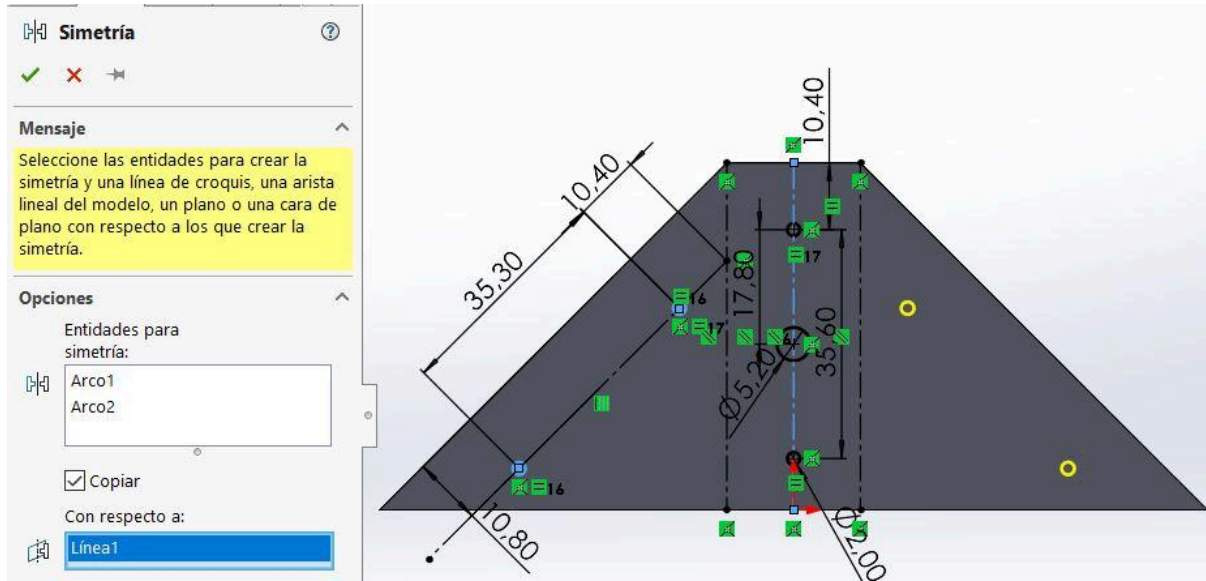 Simetría
Mensaje
Seleccione las entidades para crear la
simetría y una línea de croquis, una arista
lineal del modelo, un plano o una cara de
plano con respecto a los que crear la
simetría.
Opciones
Entidades para
simetría:
Arco1
Arco2
Copiar
Con respecto a:
Línea1
10,40
10,40
35,30
17,80
17
16
17
6
35,60
Ø5,20
16
10,80
Ø2,00